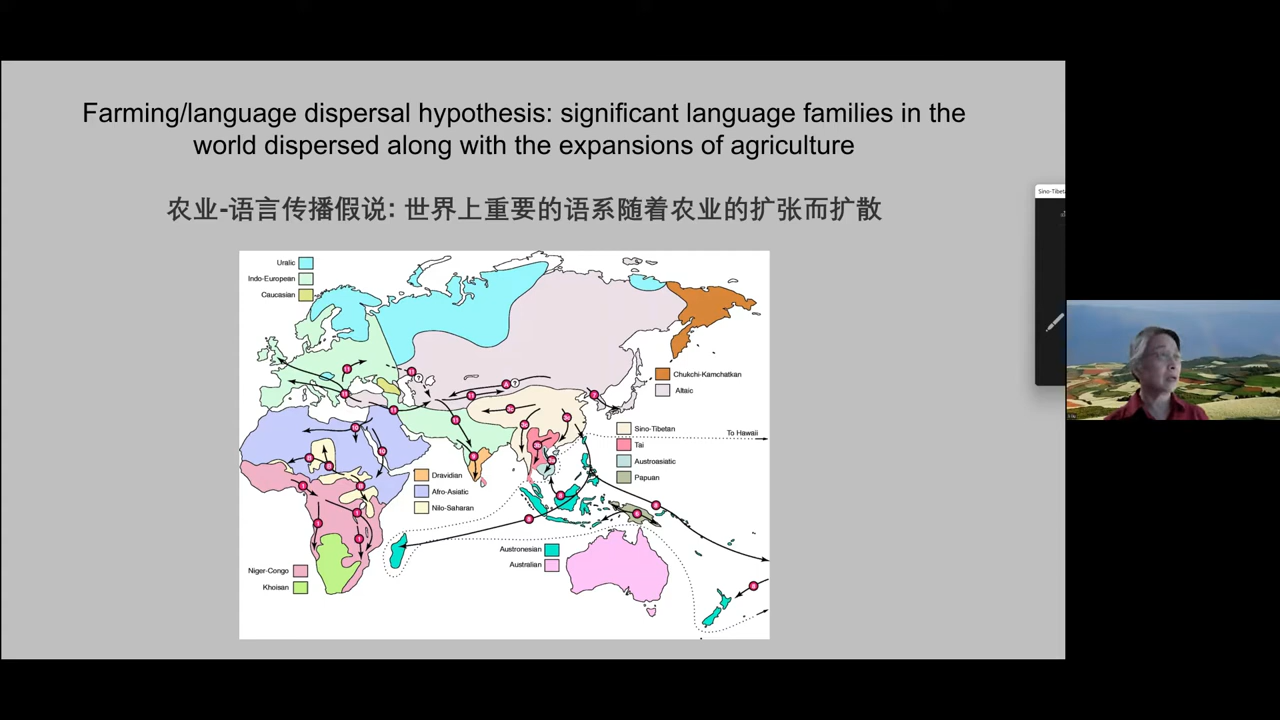 Farming/language dispersal hypothesis: significant language families in the
world dispersed along with the expansions of agriculture
农业-语言传播假说: 世界上重要的语系随着农业的扩张而扩散
Uralic
Indo-European
Caucasian
Chukchi-Kamchatkan
Altaic
Sino-Tibetan
Tai
Austroasiatic
Papuan
To Hawaii
Dravidian
Afro-Asiatic
Nilo-Saharan
Austronesian
Australian
Niger-Congo
Khoisan